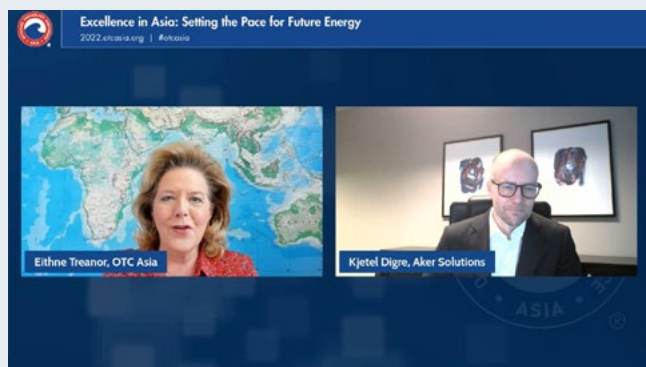 Excellence in Asia: Setting the Pace for Future Energy
2022.otcasia.org | #otcasia
Eithne Treanor, OTC Asia
Kjetel Digre, Aker Solutions
ASIA
®